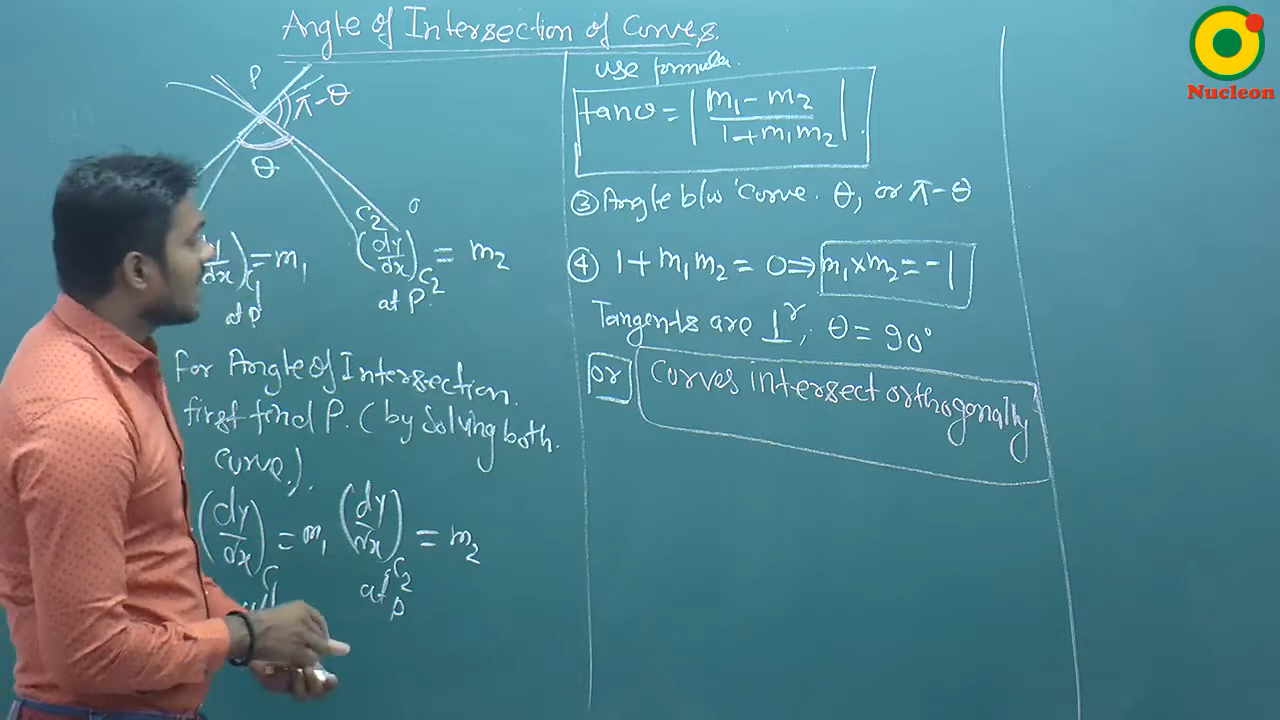 Angle of Intersection of Curves.
P
π-θ
θ
C2
(dy/dx)C1 = m1
at P
(dy/dx)C2 = m2
at P.
For Angle of Intersection.
first find P. (by Solving both
curve.).
(dy/dx)C1 = m1 (dy/dx)C2 = m2
at P
use formula.
tanθ = |m1 - m2 / 1 + m1m2|.
③ Angle b/w Curve. θ, or π-θ
④ 1 + m1m2 = 0 ⇒ m1 x m2 = -1
Tangents are ⊥r, θ = 90°
or Curves intersect orthogonally
Nucleon